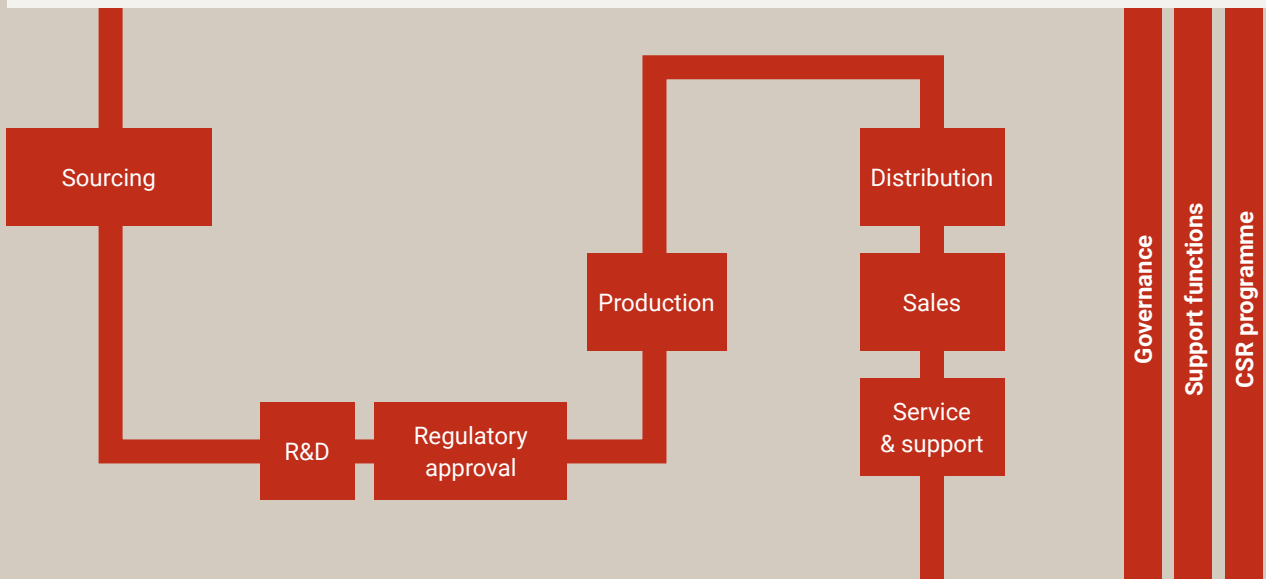 Sourcing
R&D
Regulatory
approval
Production
Distribution
Sales
Service
& support
Governance
Support functions
CSR programme